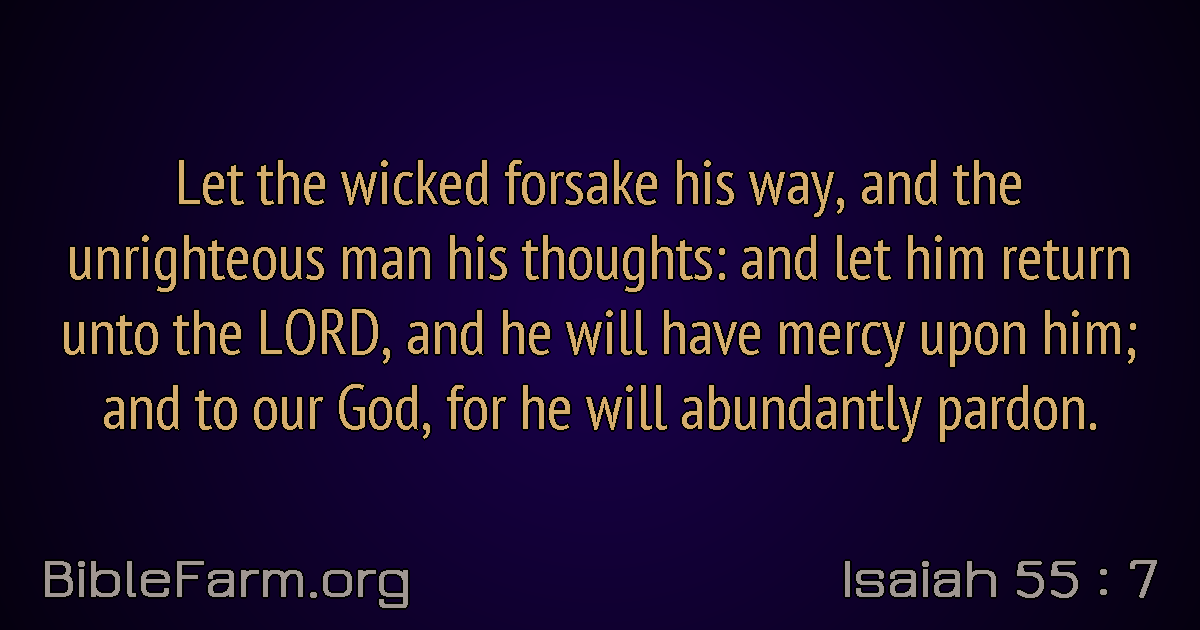 Let the wicked forsake his way, and the
unrighteous man his thoughts: and let him return
unto the LORD, and he will have mercy upon him;
and to our God, for he will abundantly pardon.
BibleFarm.org
Isaiah 55 : 7